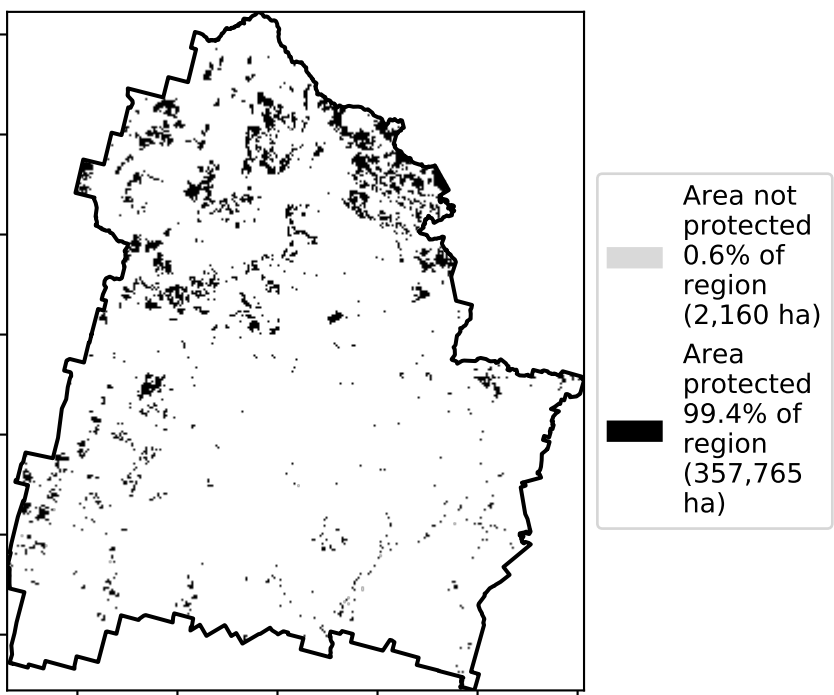 Area not
protected
0.6% of
region
(2,160 ha)
Area
protected
99.4% of
region
(357,765
ha)